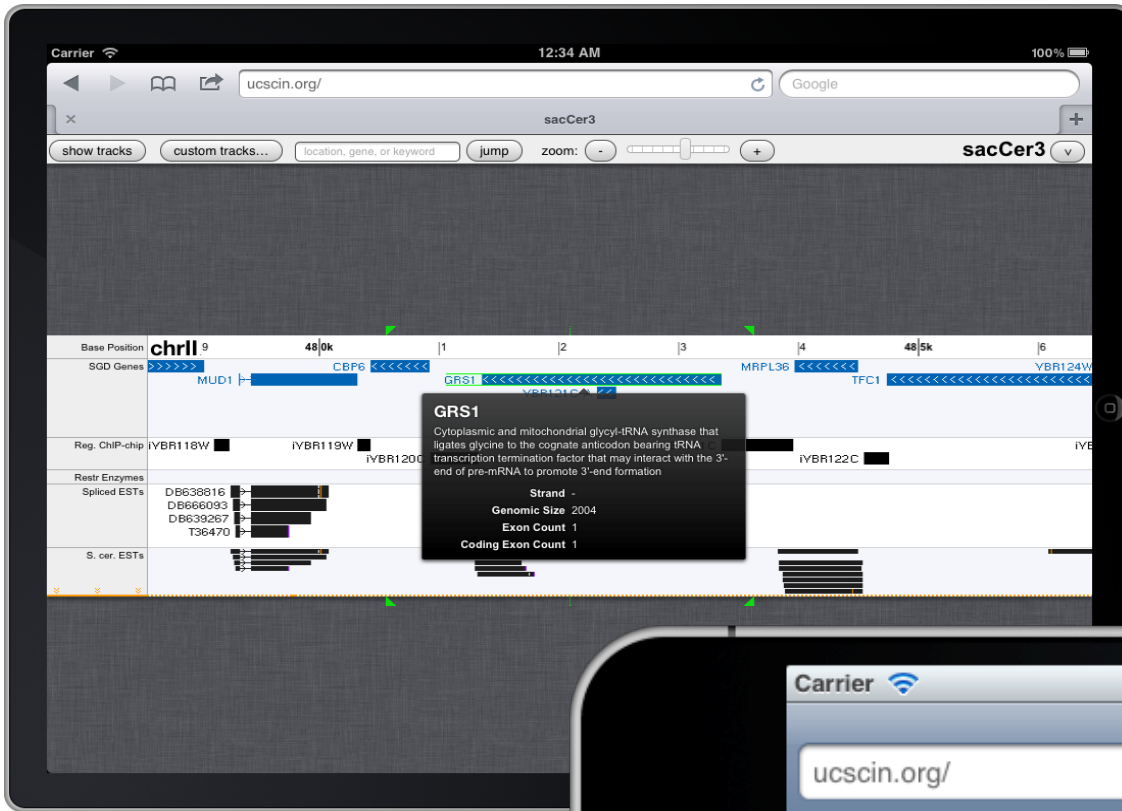 Carrier
12:34 AM
100%
ucscin.org/
Google
sacCer3
show tracks
custom tracks...
location, gene, or keyword
jump
zoom:
-
+
sacCer3
v
Base Position
chrII
9
48|0k
|1
|2
|3
|4
48|5k
|6
SGD Genes
CBP6
MRPL36
YBR124W
MUD1
GRS1
TFC1
GRS1
Cytoplasmic and mitochondrial glycyl-tRNA synthase that
ligates glycine to the cognate anticodon bearing tRNA
transcription termination factor that may interact with the 3'-
end of pre-mRNA to promote 3'-end formation
Strand -
Genomic Size 2004
Exon Count 1
Coding Exon Count 1
Reg. ChIP-chip
iYBR118W
iYBR119W
iYBR120C
iYBR122C
iYE
Restr Enzymes
Spliced ESTs
DB638816
DB666093
DB639267
T36470
S. cer. ESTs
Carrier
ucscin.org/